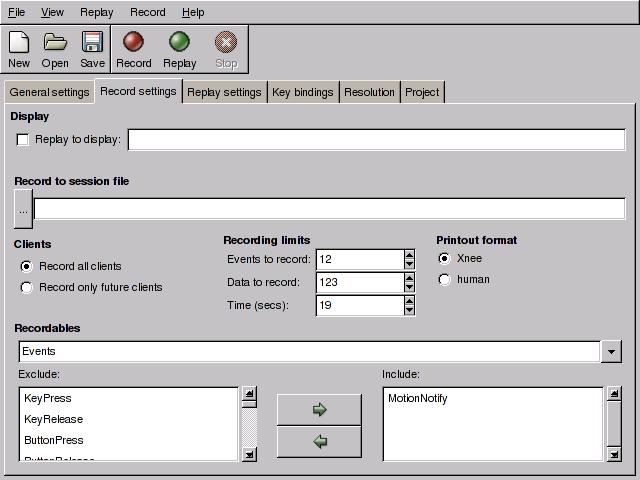 File View Replay Record Help
New Open Save Record Replay Stop
General settings Record settings Replay settings Key bindings Resolution Project
Display
Replay to display:
Record to session file
...
Clients Recording limits Printout format
Record all clients Events to record: 12 Xnee
Record only future clients Data to record: 123 human
Time (secs): 19
Recordables
Events
Exclude: Include:
KeyPress MotionNotify
KeyRelease
ButtonPress
ButtonRelease